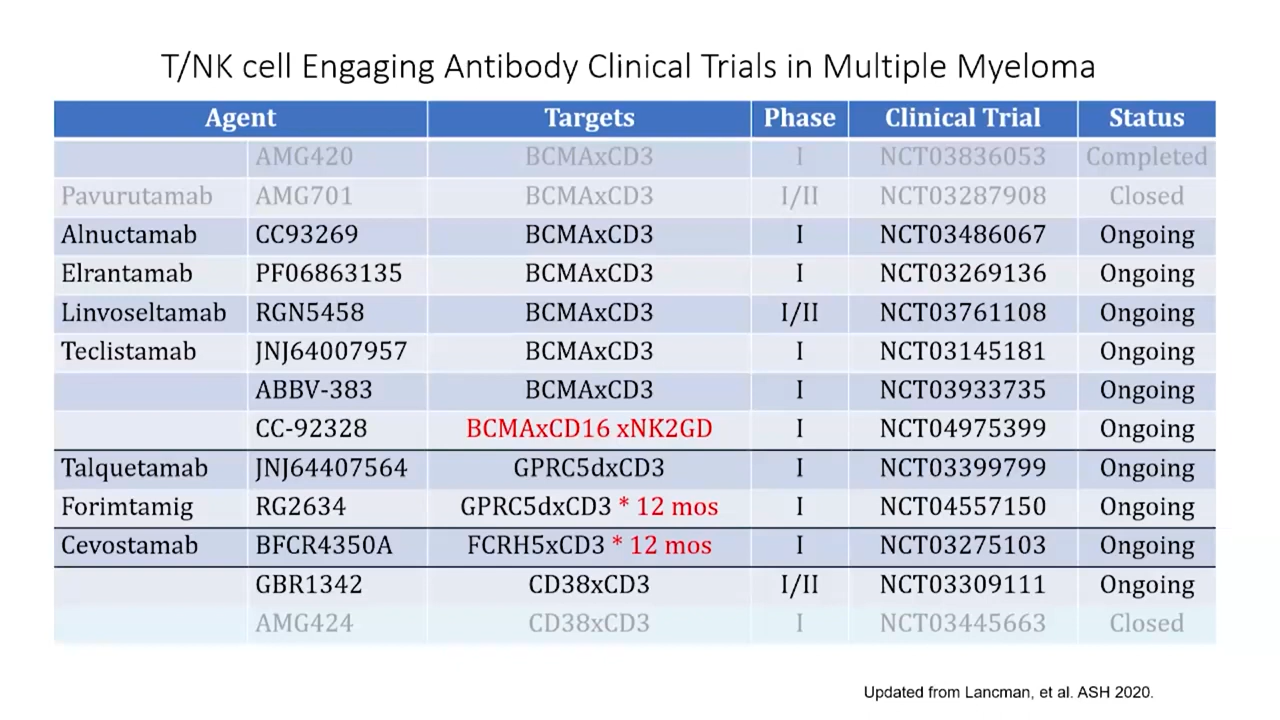 T/NK cell Engaging Antibody Clinical Trials in Multiple Myeloma
Agent Targets Phase Clinical Trial Status
AMG420 BCMAxCD3 I NCT03836053 Completed
Pavurutamab AMG701 BCMAxCD3 I/II NCT03287908 Closed
Alnuctamab CC93269 BCMAxCD3 I NCT03486067 Ongoing
Elrantamab PF06863135 BCMAxCD3 I NCT03269136 Ongoing
Linvoseltamab RGN5458 BCMAxCD3 I/II NCT03761108 Ongoing
Teclistamab JNJ64007957 BCMAxCD3 I NCT03145181 Ongoing
ABBV-383 BCMAxCD3 I NCT03933735 Ongoing
CC-92328 BCMAxCD16 xNK2GD I NCT04975399 Ongoing
Talquetamab JNJ64407564 GPRC5dxCD3 I NCT03399799 Ongoing
Forimtamig RG2634 GPRC5dxCD3 * 12 mos I NCT04557150 Ongoing
Cevostamab BFCR4350A FCRH5xCD3 * 12 mos I NCT03275103 Ongoing
GBR1342 CD38xCD3 I/II NCT03309111 Ongoing
AMG424 CD38xCD3 I NCT03445663 Closed
Updated from Lancman, et al. ASH 2020.